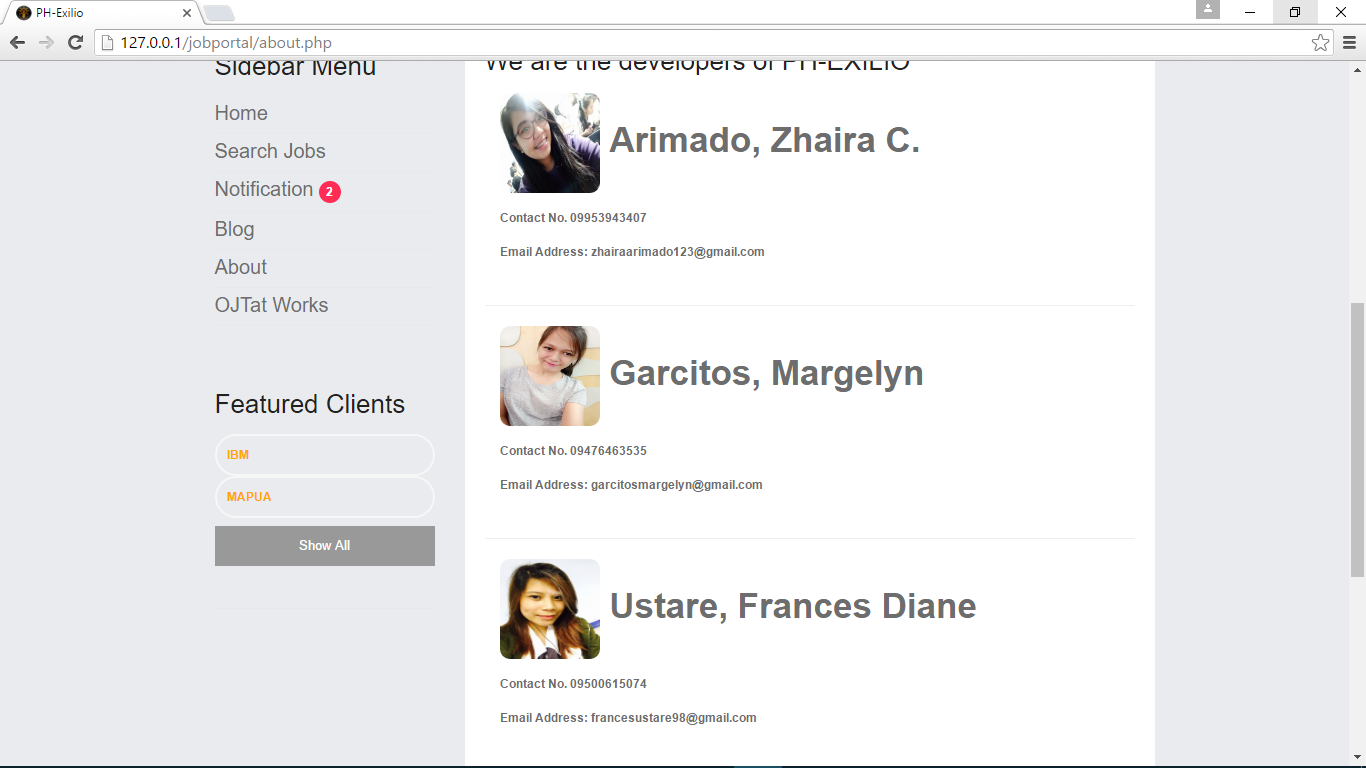 PH-Exilio
127.0.0.1/jobportal/about.php
Sidebar Menu
Home
Search Jobs
Notification 2
Blog
About
OJTat Works
Featured Clients
IBM
MAPUA
Show All
We are the developers of PH-EXILIO
Arimado, Zhaira C.
Contact No. 09953943407
Email Address: zhairaarimado123@gmail.com
Garcitos, Margelyn
Contact No. 09476463535
Email Address: garcitosmargelyn@gmail.com
Ustare, Frances Diane
Contact No. 09500615074
Email Address: francesustare98@gmail.com